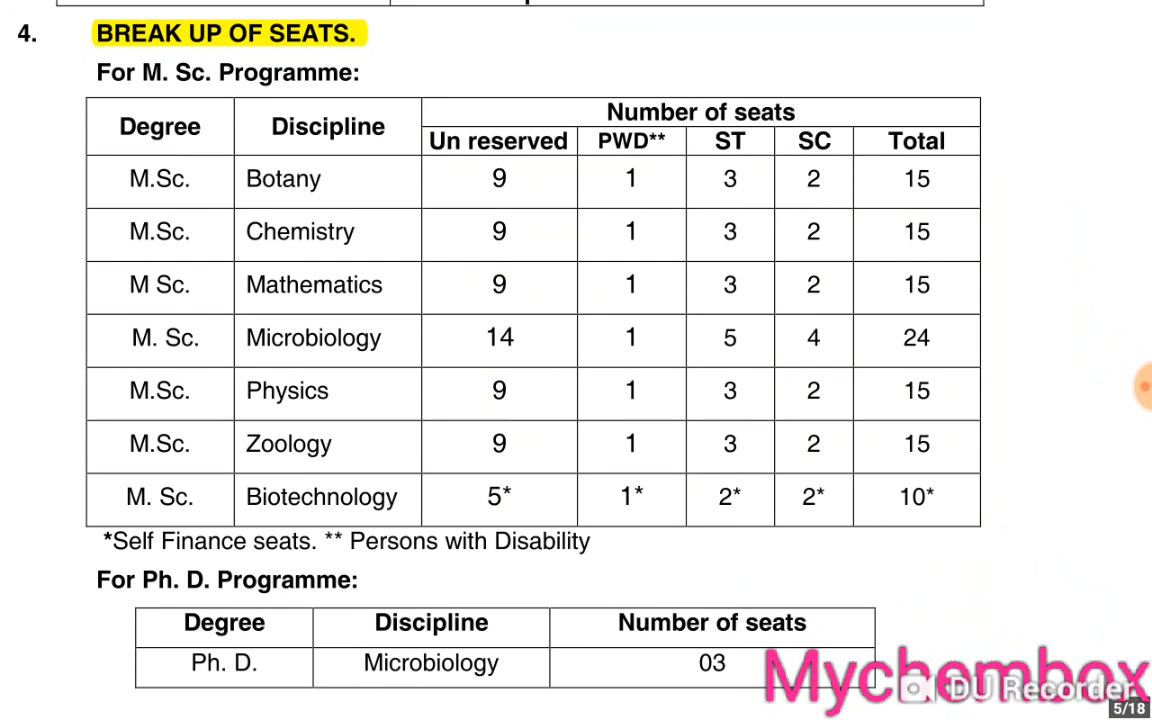 4. BREAK UP OF SEATS.
For M. Sc. Programme:
Degree Discipline Number of seats
Un reserved PWD** ST SC Total
M.Sc. Botany 9 1 3 2 15
M.Sc. Chemistry 9 1 3 2 15
M Sc. Mathematics 9 1 3 2 15
M. Sc. Microbiology 14 1 5 4 24
M.Sc. Physics 9 1 3 2 15
M.Sc. Zoology 9 1 3 2 15
M. Sc. Biotechnology 5* 1* 2* 2* 10*
*Self Finance seats. ** Persons with Disability
For Ph. D. Programme:
Degree Discipline Number of seats
Ph. D. Microbiology 03
Mychembox
DU Recorder
5/18